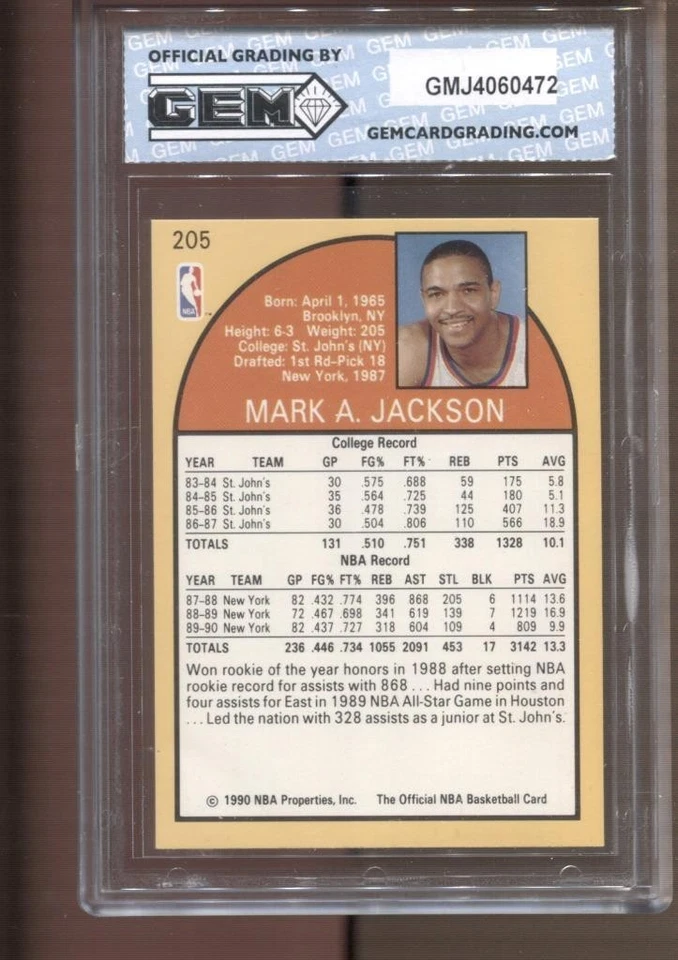 OFFICIAL GRADING BY
GEM
GMJ4060472
GEMCARDGRADING.COM
205
NBA
Born: April 1, 1965
Brooklyn, NY
Height: 6-3 Weight: 205
College: St. John's (NY)
Drafted: 1st Rd-Pick 18
New York, 1987
MARK A. JACKSON
College Record
YEAR TEAM GP FG% FT% REB PTS AVG
83-84 St. John's 30 .575 .688 59 175 5.8
84-85 St. John's 35 .564 .725 44 180 5.1
85-86 St. John's 36 .478 .739 125 407 11.3
86-87 St. John's 30 .504 .806 110 566 18.9
TOTALS 131 .510 .751 338 1328 10.1
NBA Record
YEAR TEAM GP FG% FT% REB AST STL BLK PTS AVG
87-88 New York 82 .432 .774 396 868 205 6 1114 13.6
88-89 New York 72 .467 .698 341 619 139 7 1219 16.9
89-90 New York 82 .437 .727 318 604 109 4 809 9.9
TOTALS 236 .446 .734 1055 2091 453 17 3142 13.3
Won rookie of the year honors in 1988 after setting NBA
rookie record for assists with 868 . . . Had nine points and
four assists for East in 1989 NBA All-Star Game in Houston
. . . Led the nation with 328 assists as a junior at St. John's.
© 1990 NBA Properties, Inc. The Official NBA Basketball Card